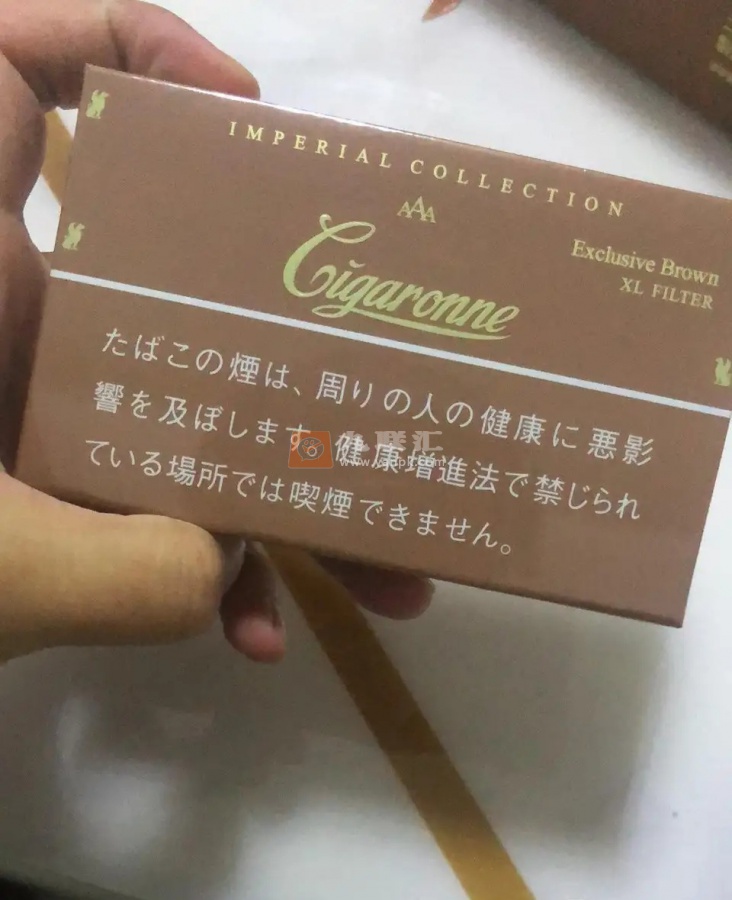 IMPERIAL COLLECTION
AAA
Cigaronne
Exclusive Brown
XL FILTER
たばこの煙は、周りの人の健康に悪影
響を及ぼします。健康増進法で禁じられ
ている場所では喫煙できません。